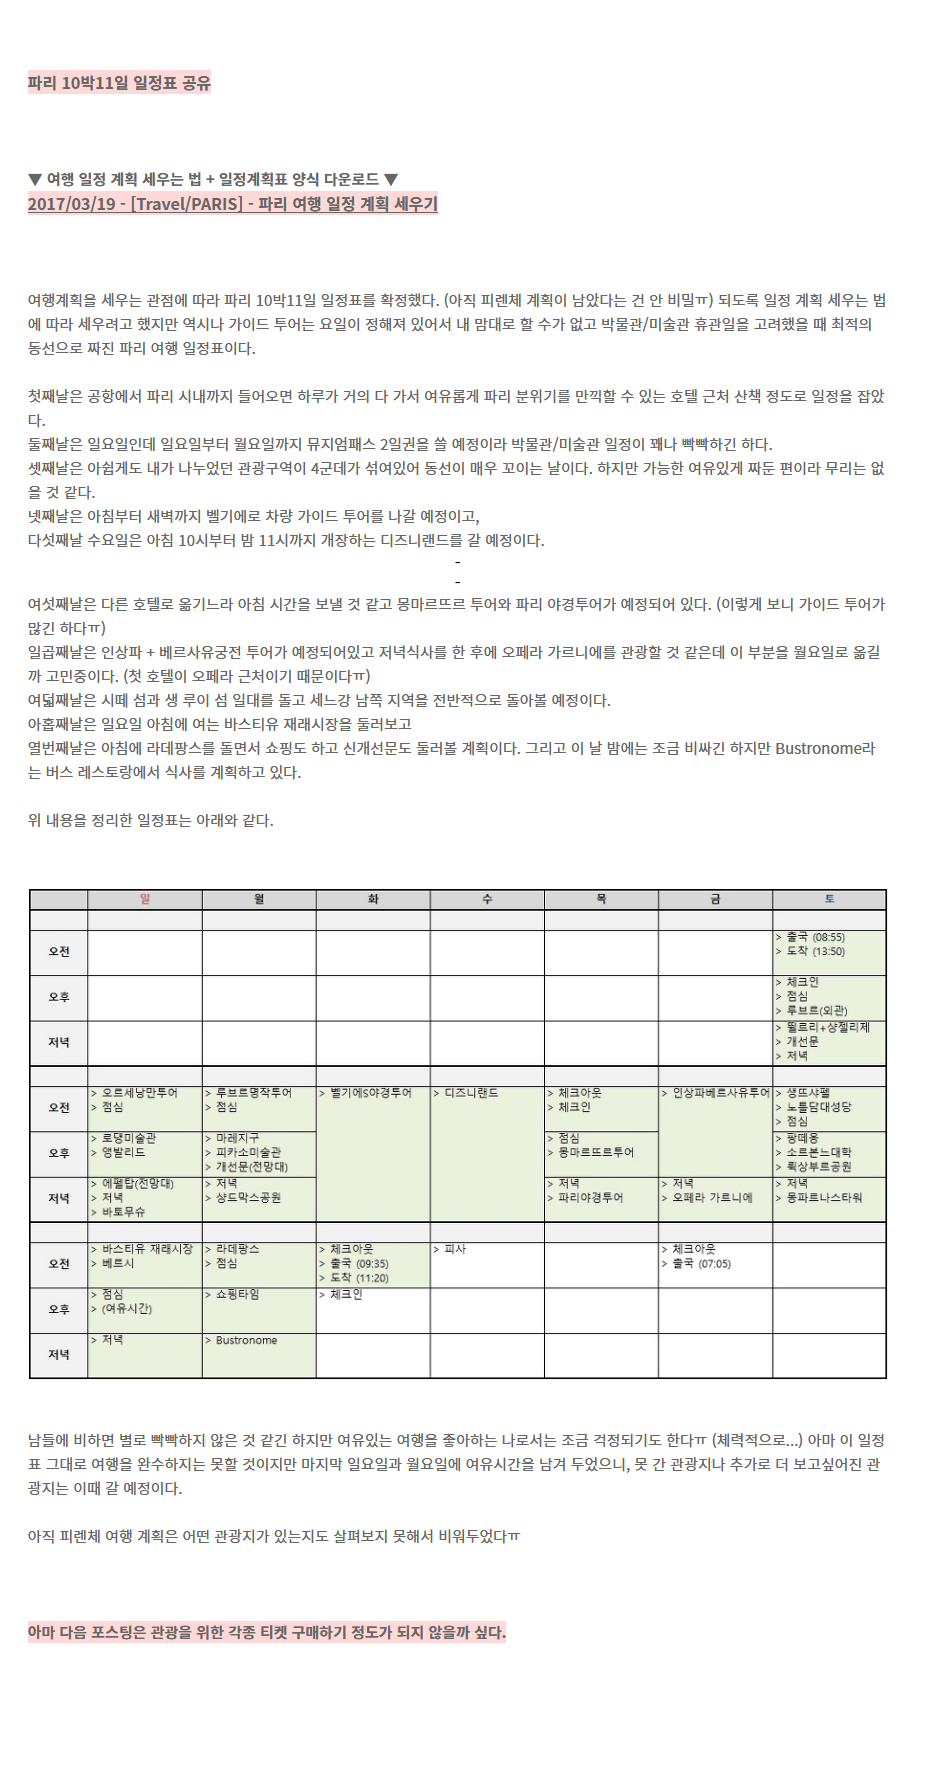 파리 10박11일 일정표 공유
▼ 여행 일정 계획 세우는 법 + 일정계획표 양식 다운로드 ▼
2017/03/19 - [Travel/PARIS] - 파리 여행 일정 계획 세우기
여행계획을 세우는 관점에 따라 파리 10박11일 일정표를 확정했다. (아직 피렌체 계획이 남았다는 건 안 비밀ㅠ) 되도록 일정 계획 세우는 법
에 따라 세우려고 했지만 역시나 가이드 투어는 요일이 정해져 있어서 내 맘대로 할 수가 없고 박물관/미술관 휴관일을 고려했을 때 최적의
동선으로 짜진 파리 여행 일정표이다.
첫째날은 공항에서 파리 시내까지 들어오면 하루가 거의 다 가서 여유롭게 파리 분위기를 만끽할 수 있는 호텔 근처 산책 정도로 일정을 잡았
다.
둘째날은 일요일인데 일요일부터 월요일까지 뮤지엄패스 2일권을 쓸 예정이라 박물관/미술관 일정이 꽤나 빡빡하긴 하다.
셋째날은 아쉽게도 내가 나누었던 관광구역이 4군데가 섞여있어 동선이 매우 꼬이는 날이다. 하지만 가능한 여유있게 짜둔 편이라 무리는 없
을 것 같다.
넷째날은 아침부터 새벽까지 벨기에로 차량 가이드 투어를 나갈 예정이고,
다섯째날 수요일은 아침 10시부터 밤 11시까지 개장하는 디즈니랜드를 갈 예정이다.
-
-
여섯째날은 다른 호텔로 옮기느라 아침 시간을 보낼 것 같고 몽마르뜨르 투어와 파리 야경투어가 예정되어 있다. (이렇게 보니 가이드 투어가
많긴 하다ㅠ)
일곱째날은 인상파 + 베르사유궁전 투어가 예정되어있고 저녁식사를 한 후에 오페라 가르니에를 관광할 것 같은데 이 부분을 월요일로 옮길
까 고민중이다. (첫 호텔이 오페라 근처이기 때문이다ㅠ)
여덟째날은 시떼 섬과 생 루이 섬 일대를 돌고 세느강 남쪽 지역을 전반적으로 돌아볼 예정이다.
아홉째날은 일요일 아침에 여는 바스티유 재래시장을 둘러보고
열번째날은 아침에 라데팡스를 돌면서 쇼핑도 하고 신개선문도 둘러볼 계획이다. 그리고 이 날 밤에는 조금 비싸긴 하지만 Bustronome라
는 버스 레스토랑에서 식사를 계획하고 있다.
위 내용을 정리한 일정표는 아래와 같다.
일 월 화 수 목 금 토
오전
> 출국 (08:55)
> 도착 (13:50)
오후
> 체크인
> 점심
> 루브르(외관)
저녁
> 뛸르리+샹젤리제
> 개선문
> 저녁
오전
> 오르세낭만투어 > 루브르명작투어 > 벨기에S야경투어 > 디즈니랜드 > 체크아웃 > 인상파베르사유투어 > 생뜨샤펠
> 점심 > 점심 > 체크인 > 노틀담대성당
> 점심
오후
> 로댕미술관 > 마레지구 > 점심 > 팡떼옹
> 앵발리드 > 피카소미술관 > 몽마르뜨르투어 > 소르본느대학
> 개선문(전망대) > 뤽상부르공원
저녁
> 에펠탑(전망대) > 저녁 > 저녁 > 저녁 > 저녁
> 저녁 > 샹드막스공원 > 파리야경투어 > 오페라 가르니에 > 몽파르나스타워
> 바토무슈
오전
> 바스티유 재래시장 > 라데팡스 > 체크아웃 > 피사 > 체크아웃
> 베르시 > 점심 > 출국 (09:35) > 출국 (07:05)
> 도착 (11:20)
오후
> 점심 > 쇼핑타임 > 체크인
> (여유시간)
저녁
> 저녁 > Bustronome
남들에 비하면 별로 빡빡하지 않은 것 같긴 하지만 여유있는 여행을 좋아하는 나로서는 조금 걱정되기도 한다ㅠ (체력적으로...) 아마 이 일정
표 그대로 여행을 완수하지는 못할 것이지만 마지막 일요일과 월요일에 여유시간을 남겨 두었으니, 못 간 관광지나 추가로 더 보고싶어진 관
광지는 이때 갈 예정이다.
아직 피렌체 여행 계획은 어떤 관광지가 있는지도 살펴보지 못해서 비워두었다ㅠ
아마 다음 포스팅은 관광을 위한 각종 티켓 구매하기 정도가 되지 않을까 싶다.